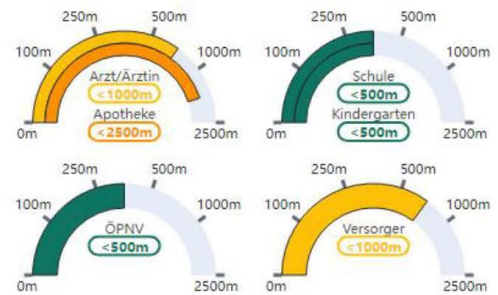 250m
500m
100m
1000m
Arzt/Ärztin
<1000m
Apotheke
<2500m
0m
2500m
250m
500m
100m
1000m
Schule
<500m
Kindergarten
<500m
0m
2500m
250m
500m
100m
1000m
ÖPNV
<500m
0m
2500m
250m
500m
100m
1000m
Versorger
<1000m
0m
2500m